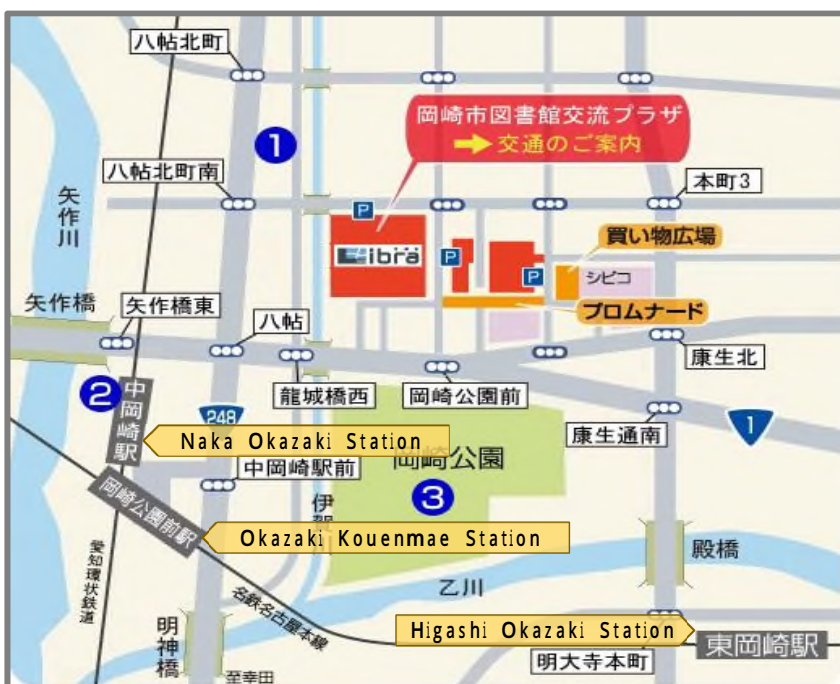 八帖北町
岡崎市図書館交流プラザ
➡交通のご案内
1
八帖北町南
P
本町3
矢作川
Libra
P
買い物広場
P
シビコ
矢作橋
矢作橋東
八帖
プロムナード
康生北
龍城橋西
岡崎公園前
2
中岡崎駅
248
康生通南
1
Naka Okazaki Station
岡崎公園
中岡崎駅前
3
岡崎公園前駅
伊賀川
Okazaki Kouenmae Station
殿橋
愛知環状鉄道
乙川
名鉄名古屋本線
Higashi Okazaki Station
東岡崎駅
明神橋
明大寺本町
至幸田